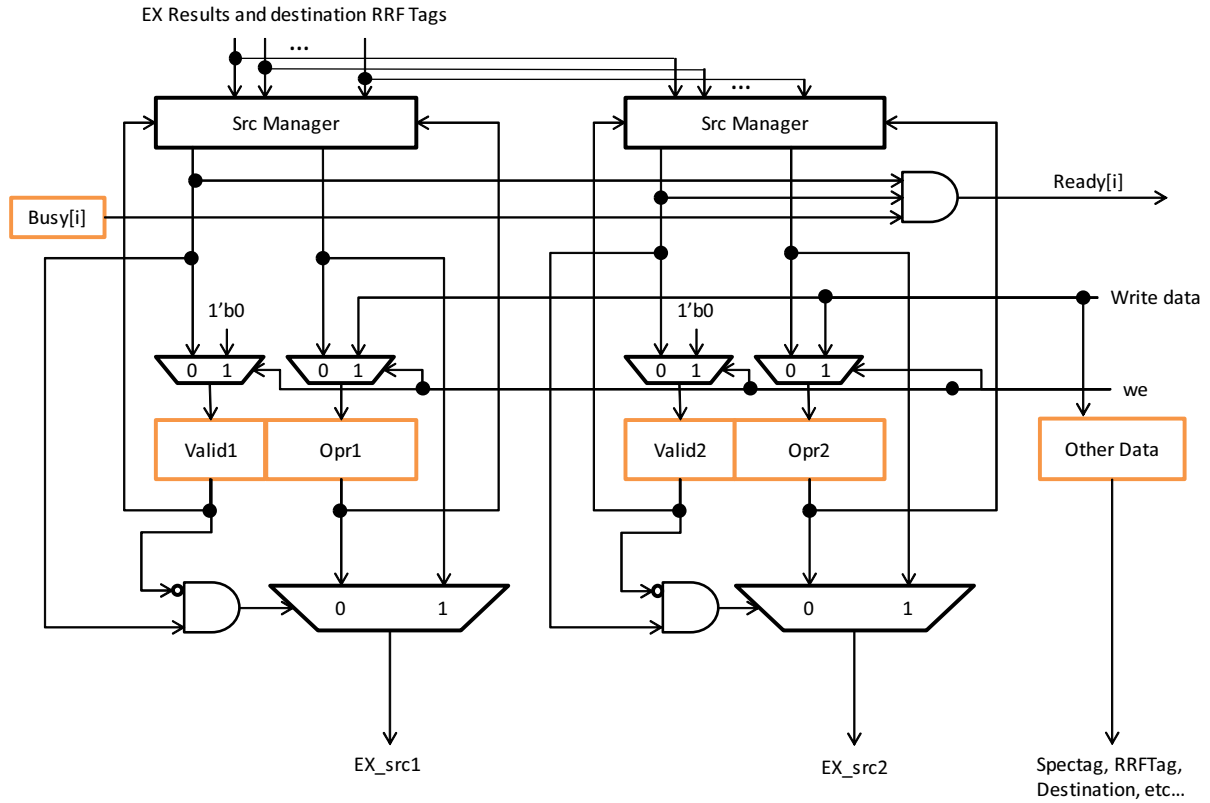 EX Results and destination RRF Tags
...
...
Src Manager
Src Manager
Ready[i]
Busy[i]
Write data
1'b0
1'b0
0 1
0 1
0 1
0 1
we
Valid1
Opr1
Valid2
Opr2
Other Data
0 1
0 1
EX_src1
EX_src2
Spectag, RRFTag,
Destination, etc...